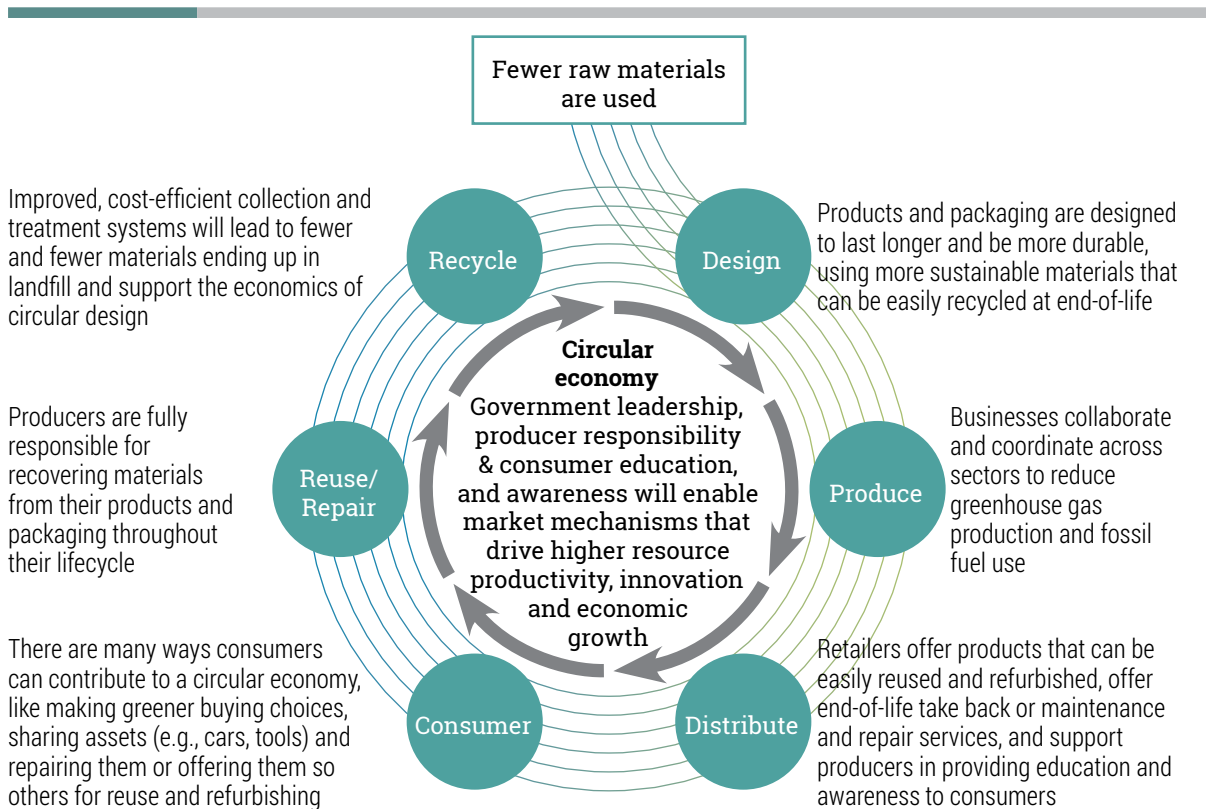 Fewer raw materials
are used
Improved, cost-efficient collection and
treatment systems will lead to fewer
and fewer materials ending up in
landfill and support the economics of
circular design
Recycle
Design
Products and packaging are designed
to last longer and be more durable,
using more sustainable materials that
can be easily recycled at end-of-life
Circular
economy
Government leadership,
producer responsibility
& consumer education,
and awareness will enable
market mechanisms that
drive higher resource
productivity, innovation
and economic
growth
Producers are fully
responsible for
recovering materials
from their products and
packaging throughout
their lifecycle
Reuse/
Repair
Produce
Businesses collaborate
and coordinate across
sectors to reduce
greenhouse gas
production and fossil
fuel use
There are many ways consumers
can contribute to a circular economy,
like making greener buying choices,
sharing assets (e.g., cars, tools) and
repairing them or offering them so
others for reuse and refurbishing
Consumer
Distribute
Retailers offer products that can be
easily reused and refurbished, offer
end-of-life take back or maintenance
and repair services, and support
producers in providing education and
awareness to consumers